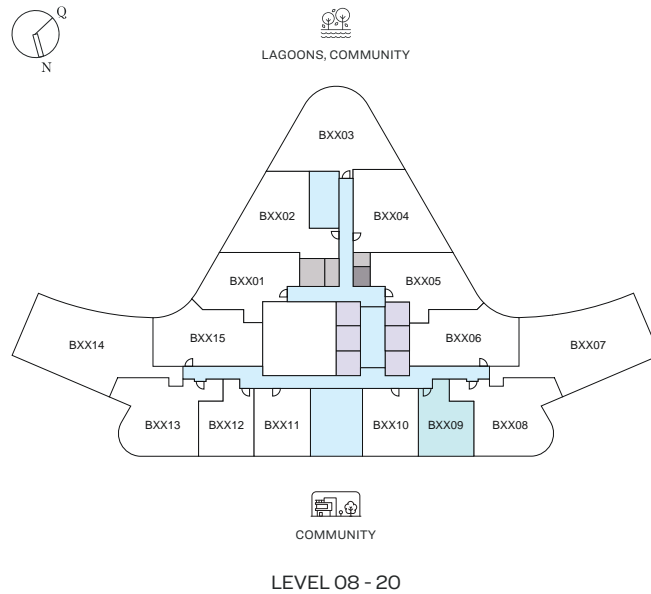 Q
N
LAGOONS, COMMUNITY
BXX03
BXX02
BXX04
BXX01
BXX05
BXX14
BXX15
BXX06
BXX07
BXX13
BXX12
BXX11
BXX10
BXX09
BXX08
COMMUNITY
LEVEL 08 - 20